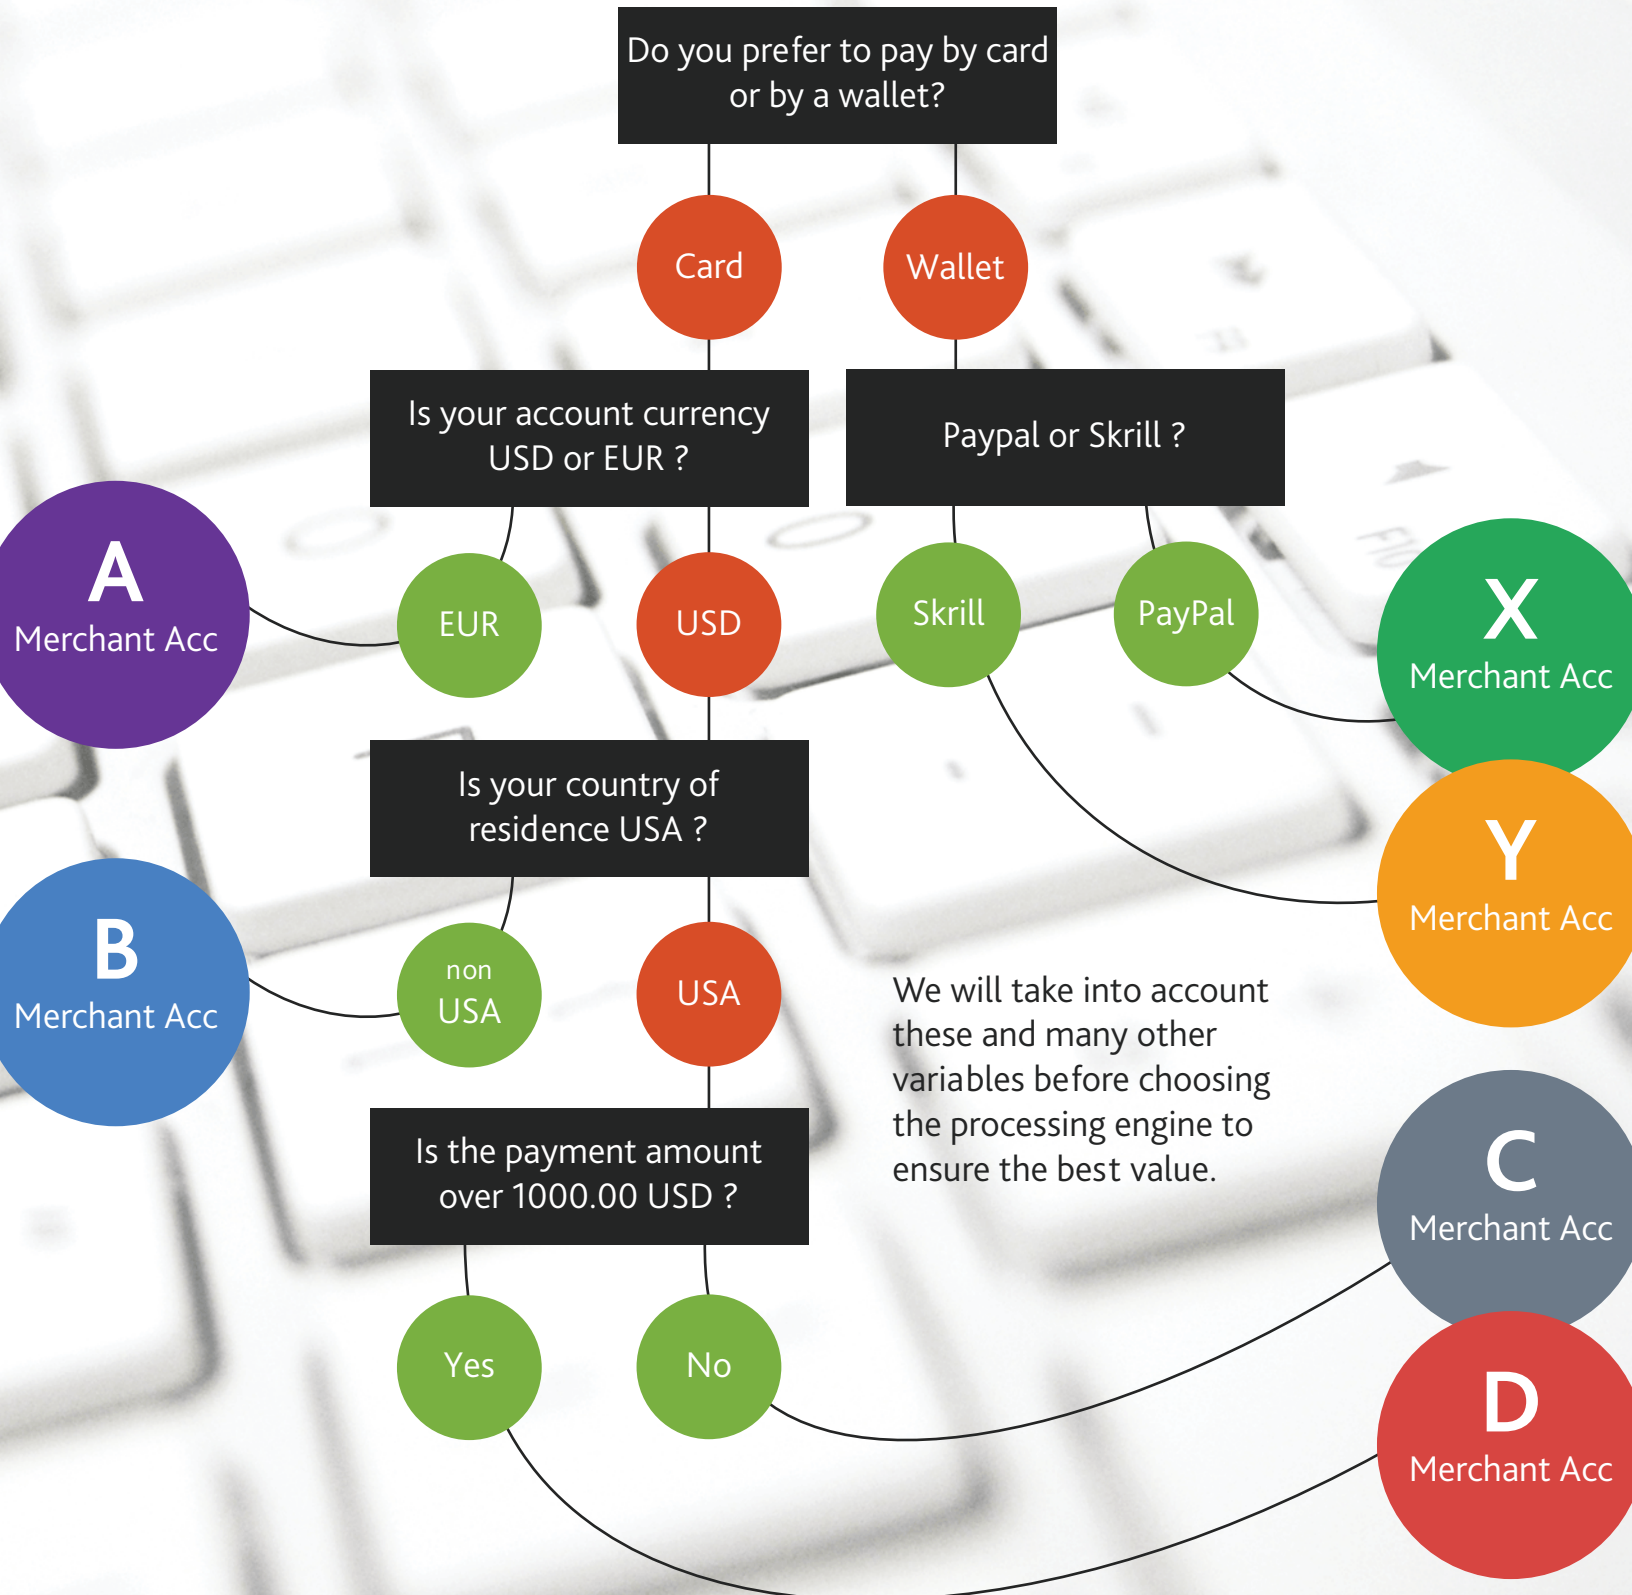 Do you prefer to pay by card
or by a wallet?
Card
Wallet
Is your account currency
USD or EUR ?
Paypal or Skrill ?
A
Merchant Acc
EUR
USD
Skrill
PayPal
X
Merchant Acc
Is your country of
residence USA ?
Y
Merchant Acc
B
Merchant Acc
non
USA
USA
We will take into account
these and many other
variables before choosing
the processing engine to
ensure the best value.
Is the payment amount
over 1000.00 USD ?
C
Merchant Acc
Yes
No
D
Merchant Acc
F10